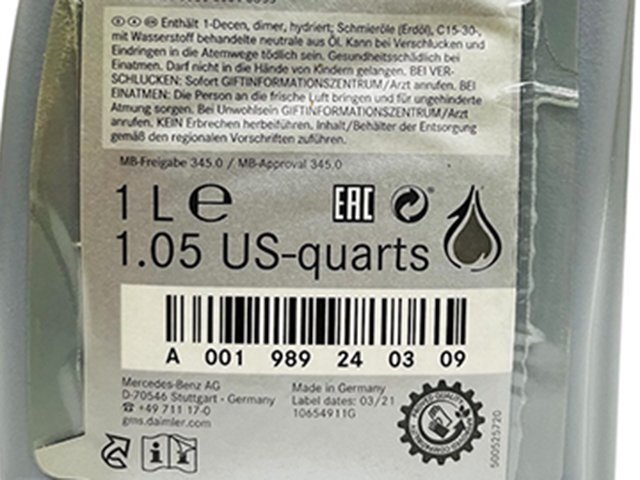 Enthält 1-Decen, dimer, hydriert; Schmieröle (Erdöl), C15-30-,
mit Wasserstoff behandelte neutrale aus Öl. Kann bei Verschlucken und
Eindringen in die Atemwege tödlich sein. Gesundheitsschädlich bei
Einatmen. Darf nicht in die Hände von Kindern gelangen. BEI VER-
SCHLUCKEN: Sofort GIFTINFORMATIONSZENTRUM/Arzt anrufen. BEI
EINATMEN: Die Person an die frische Luft bringen und für ungehinderte
Atmung sorgen. Bei Unwohlsein GIFTINFORMATIONSZENTRUM/Arzt
anrufen. KEIN Erbrechen herbeiführen. Inhalt/Behälter der Entsorgung
gemäß den regionalen Vorschriften zuführen.
MB-Freigabe 345.0 / MB-Approval 345.0
1 L ℮ EAC
1.05 US-quarts
A 001 989 24 03 09
Mercedes-Benz AG
D-70546 Stuttgart - Germany
☎ +49 711 17-0
gms.daimler.com
Made in Germany
Label dates: 03/21
10654911G
PROVED QUALITY
APPROVED COMPATIBILITY
500525720